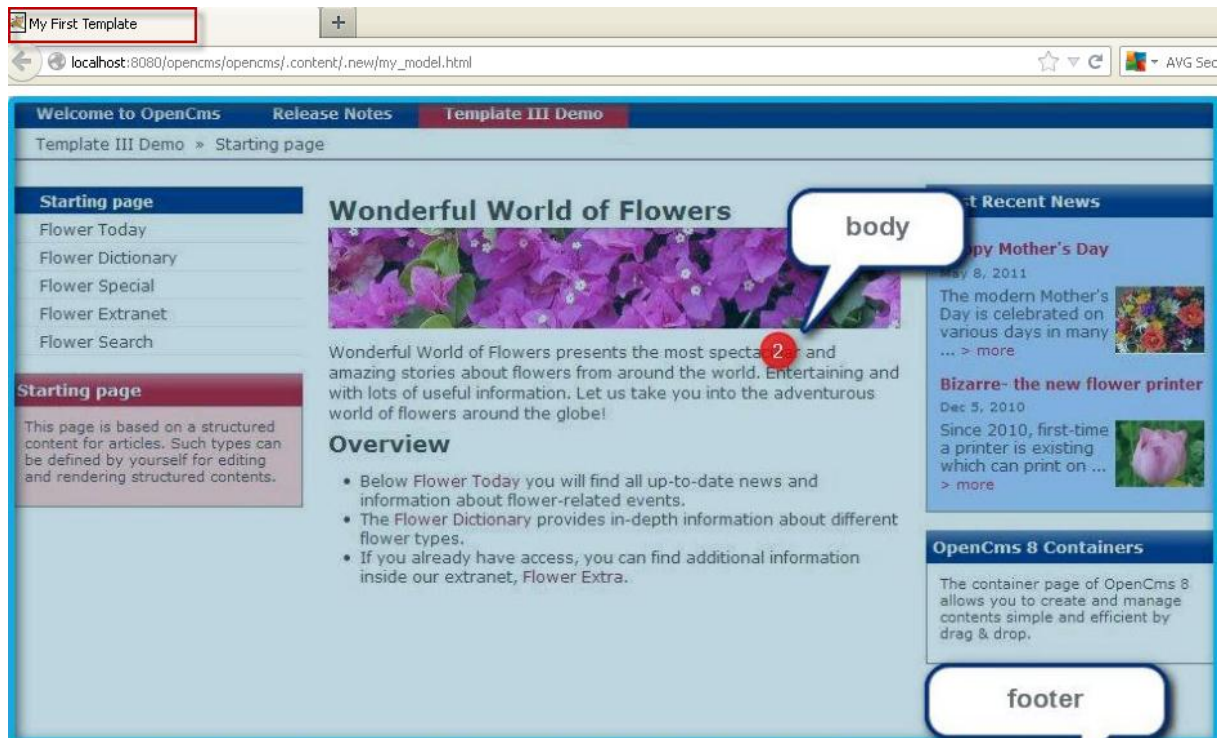 My First Template
+
localhost:8080/opencms/opencms/.content/.new/my_model.html
AVG Sec
Welcome to OpenCms Release Notes Template III Demo
Template III Demo » Starting page
Starting page
Flower Today
Flower Dictionary
Flower Special
Flower Extranet
Flower Search
Starting page
This page is based on a structured
content for articles. Such types can
be defined by yourself for editing
and rendering structured contents.
Wonderful World of Flowers
body
2
Wonderful World of Flowers presents the most and
amazing stories about flowers from around the world. Entertaining and
with lots of useful information. Let us take you into the adventurous
world of flowers around the globe!
Overview
• Below Flower Today you will find all up-to-date news and
information about flower-related events.
• The Flower Dictionary provides in-depth information about different
flower types.
• If you already have access, you can find additional information
inside our extranet, Flower Extra.
Recent News
Mother's Day
May 8, 2011
The modern Mother's
Day is celebrated on
various days in many
... > more
Bizarre- the new flower printer
Dec 5, 2010
Since 2010, first-time
a printer is existing
which can print on ...
> more
OpenCms 8 Containers
The container page of OpenCms 8
allows you to create and manage
contents simple and efficient by
drag & drop.
footer